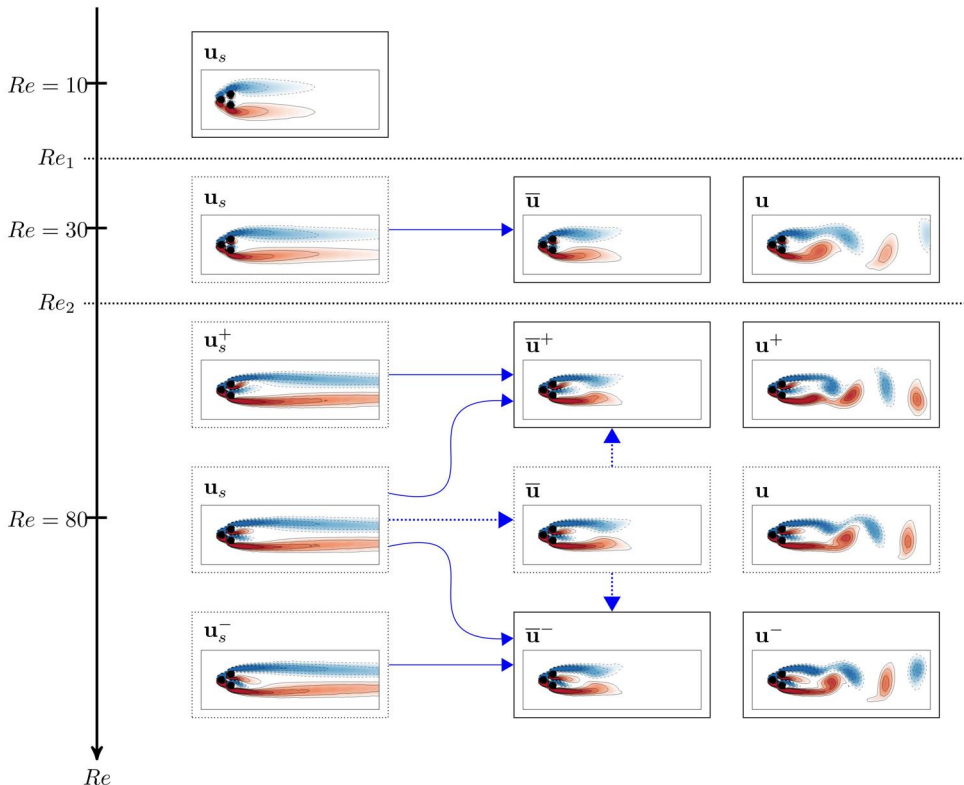 u_s
Re = 10
Re_1
u_s u̅ u
Re = 30
Re_2
u_s^+ u̅^+ u^+
u_s u̅ u
Re = 80
u_s^- u̅^- u^-
Re